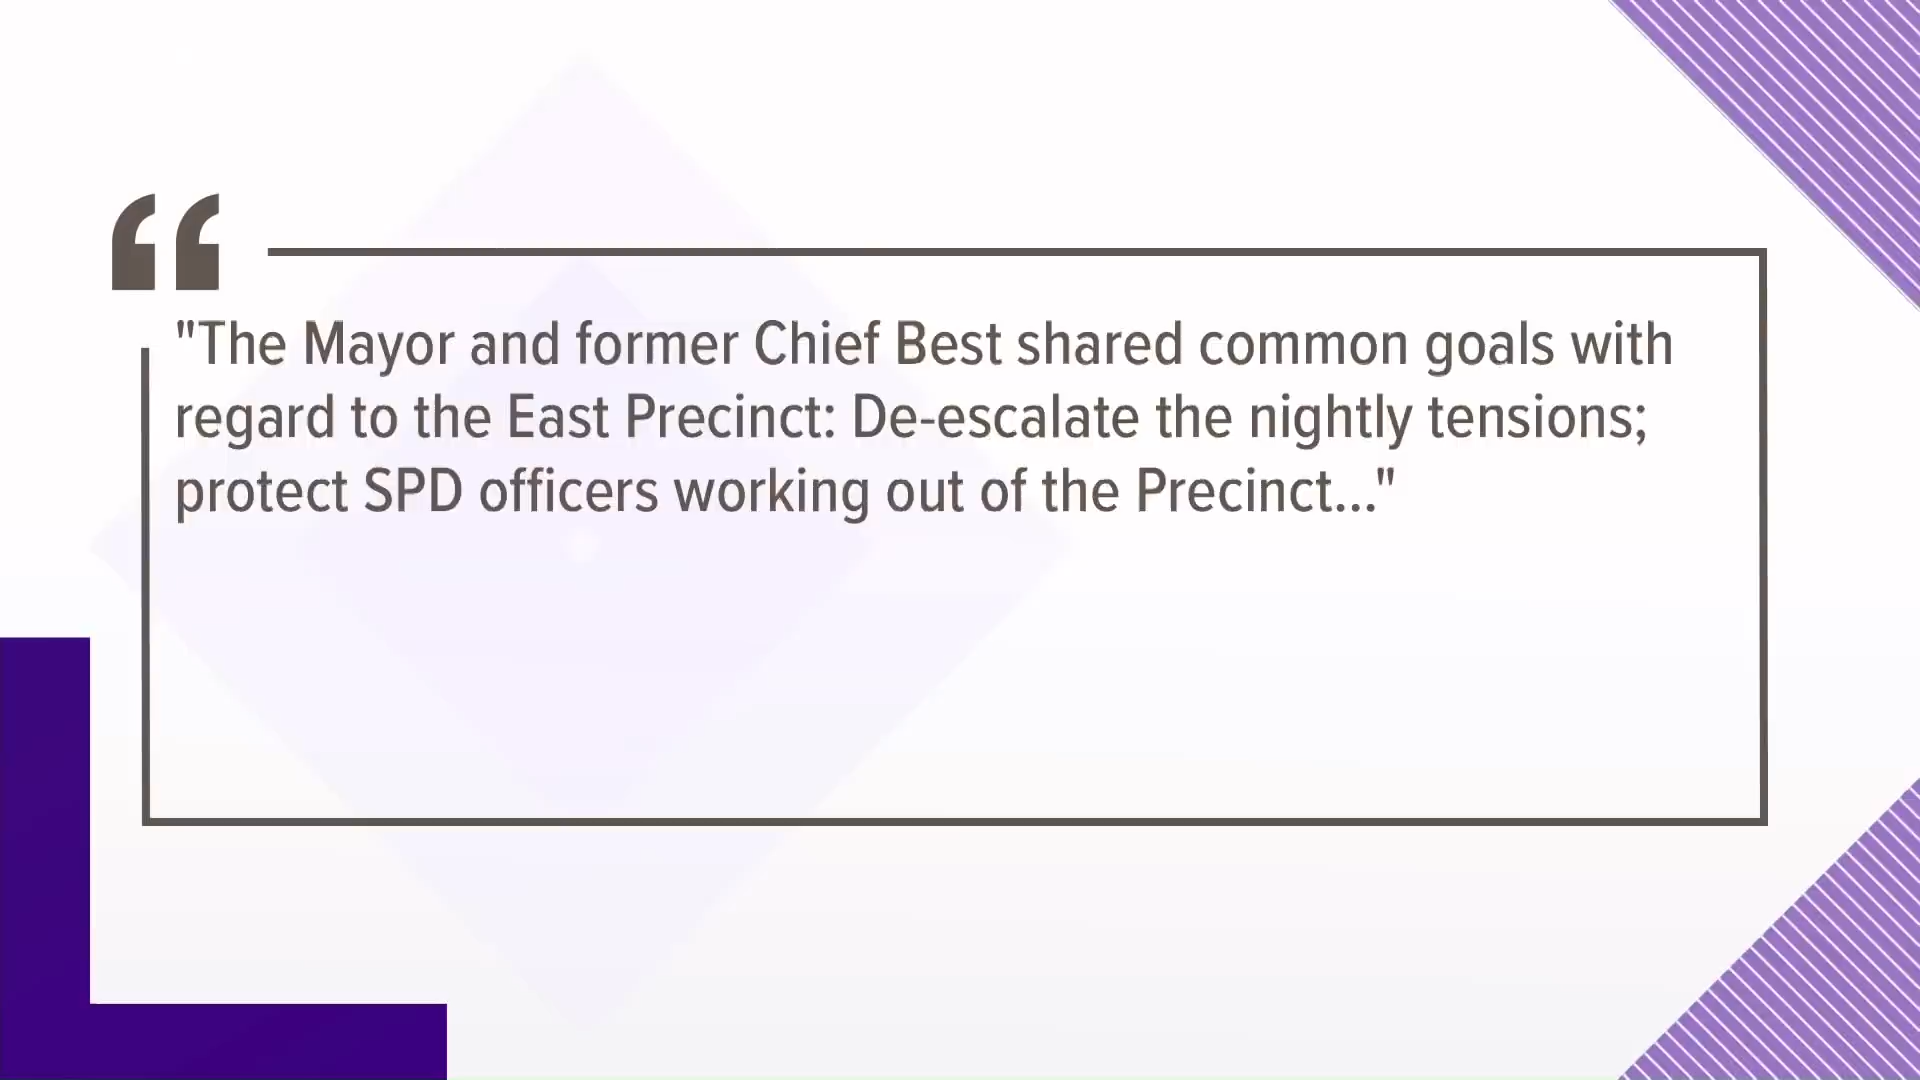 "The Mayor and former Chief Best shared common goals with
regard to the East Precinct: De-escalate the nightly tensions;
protect SPD officers working out of the Precinct..."